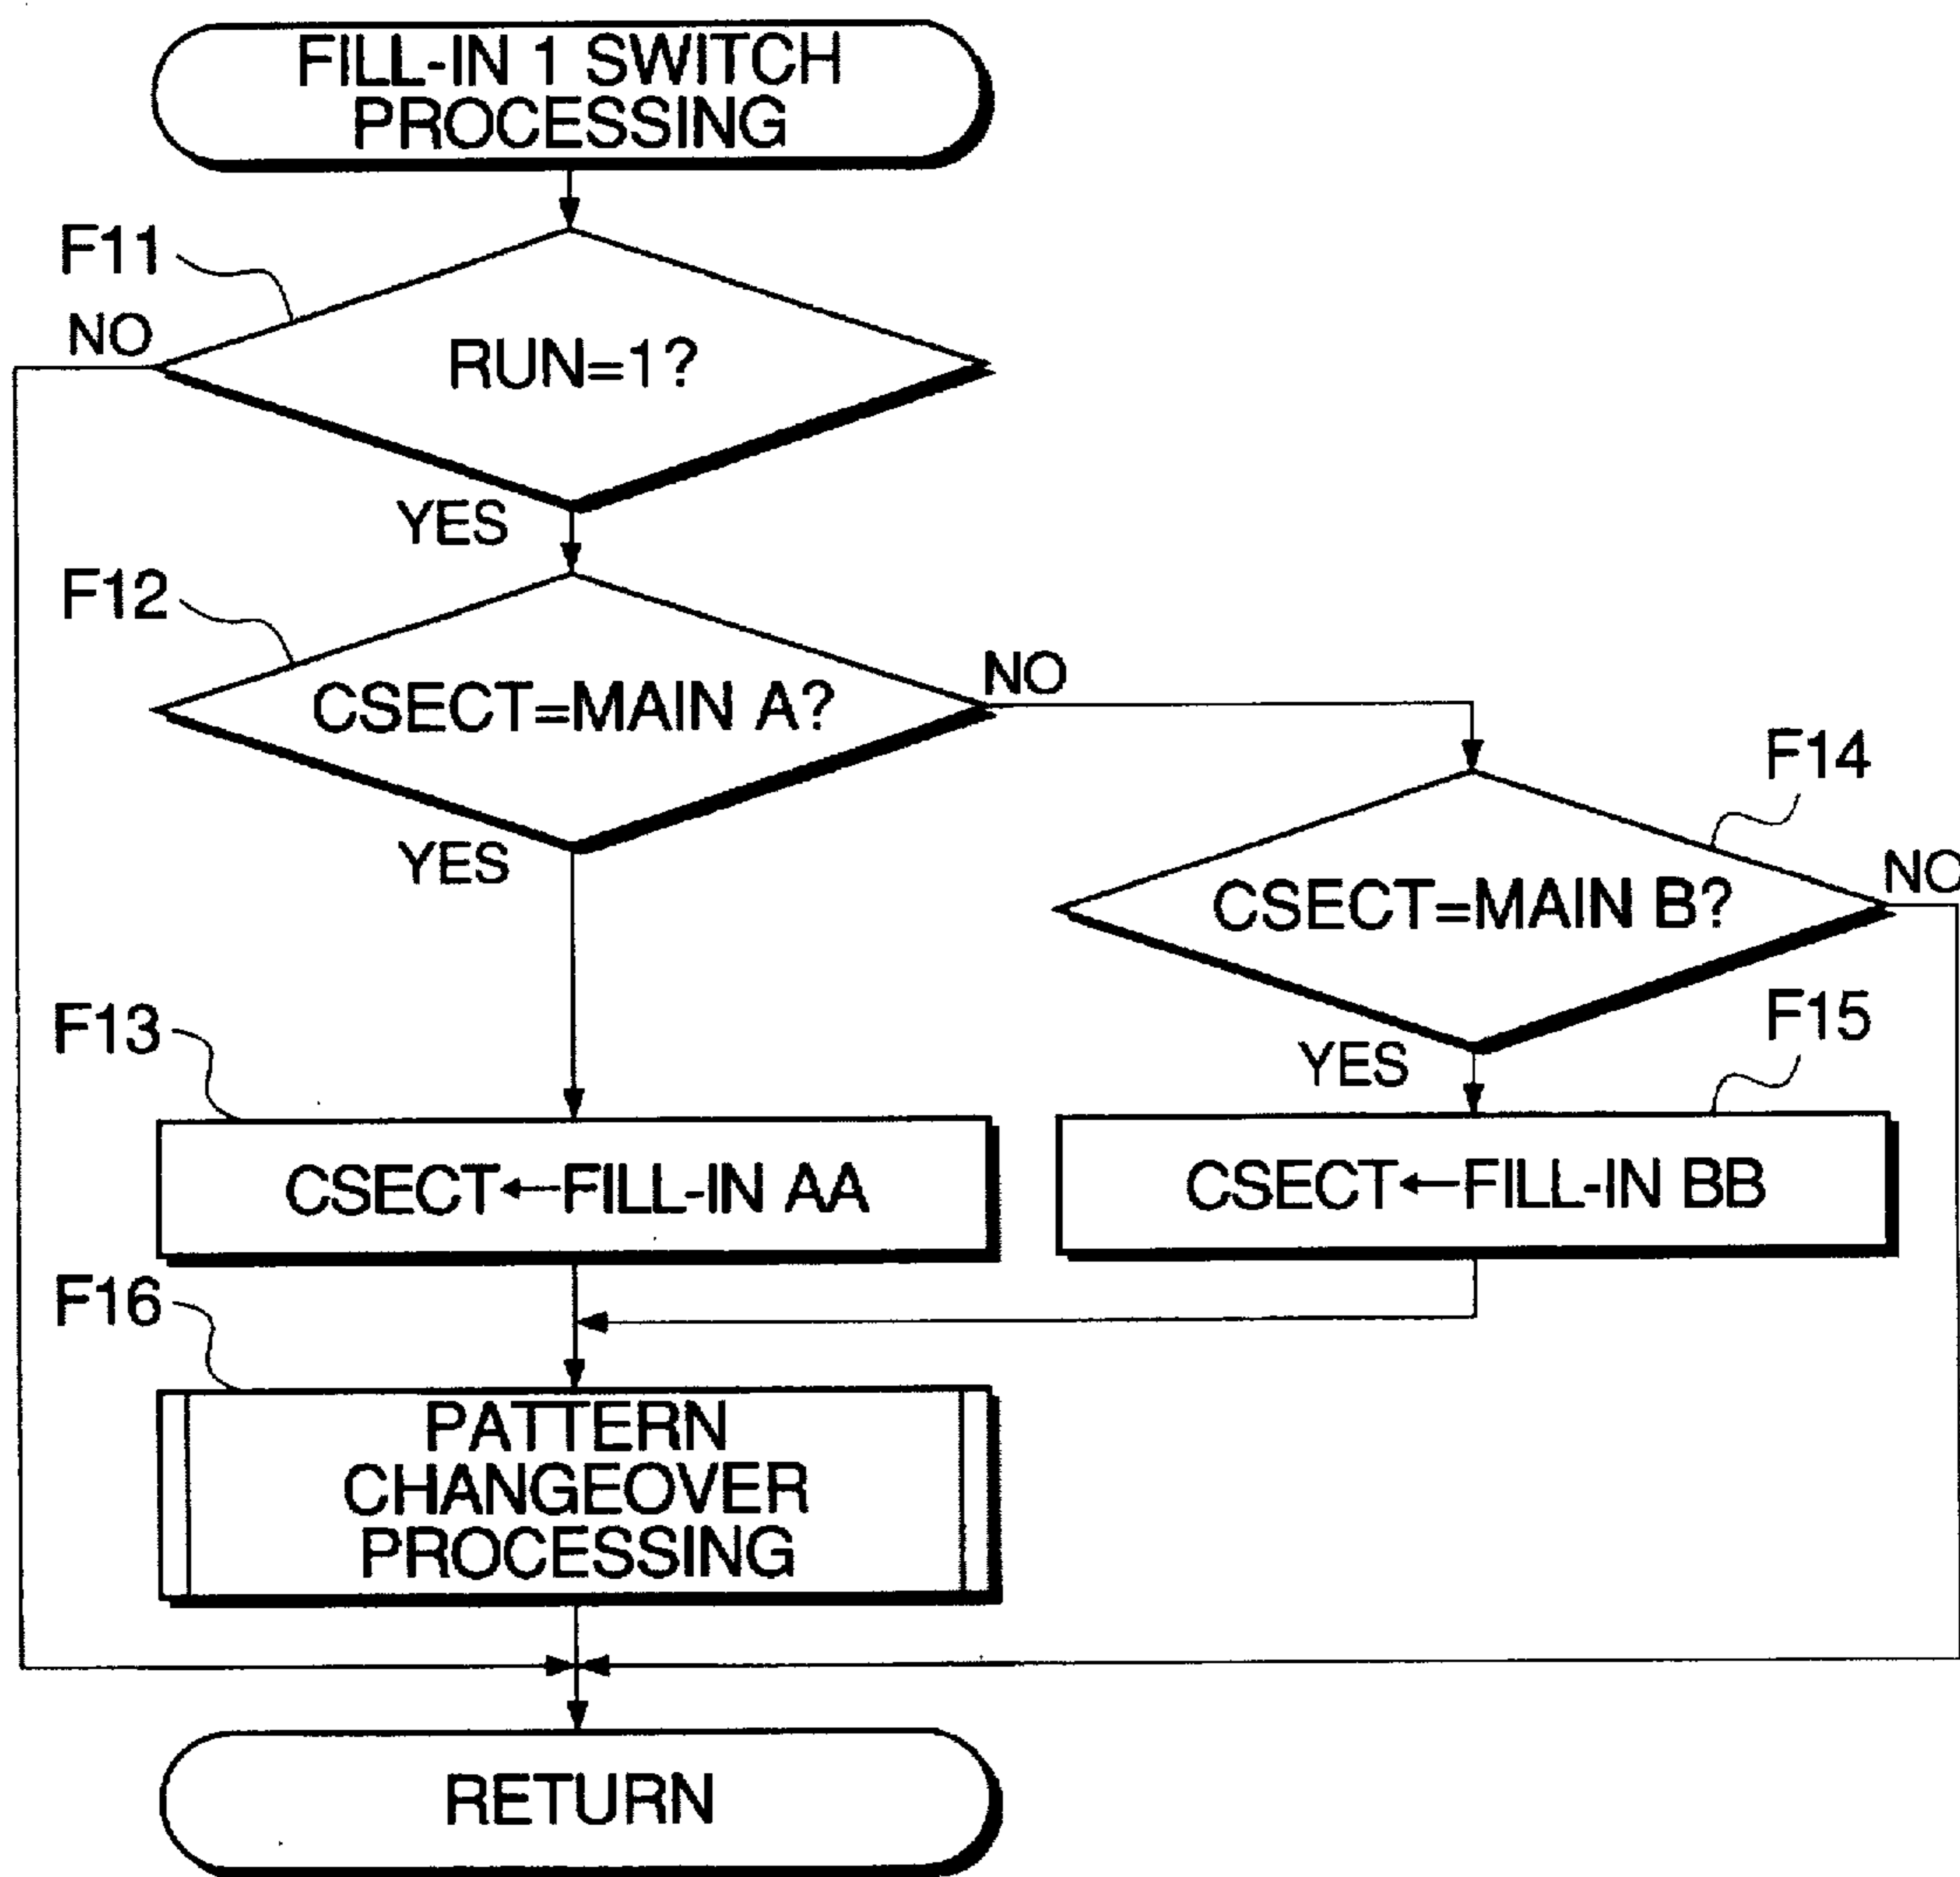 FILL-IN 1 SWITCH
PROCESSING
F11
NO
RUN=1?
YES
F12
CSECT=MAIN A?
NO
YES
F14
CSECT=MAIN B?
NO
YES
F13
CSECT←FILL-IN AA
F15
CSECT←FILL-IN BB
F16
PATTERN
CHANGEOVER
PROCESSING
RETURN